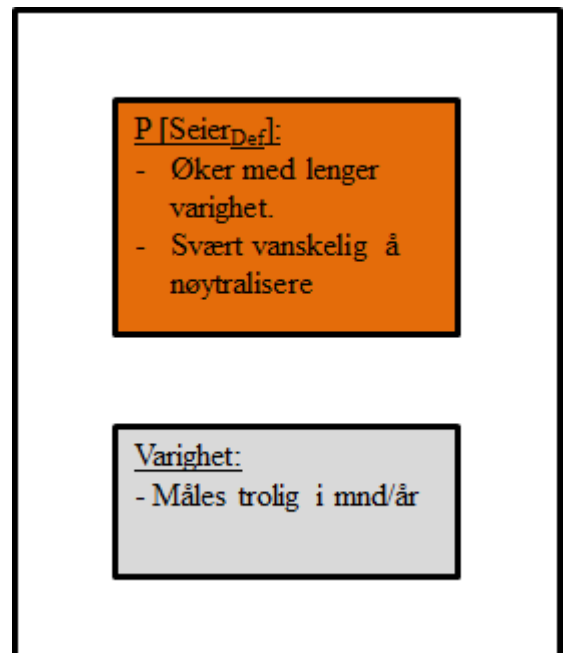 P [SeierDef]:
- Øker med lenger
varighet.
- Svært vanskelig å
nøytralisere
Varighet:
- Måles trolig i mnd/år